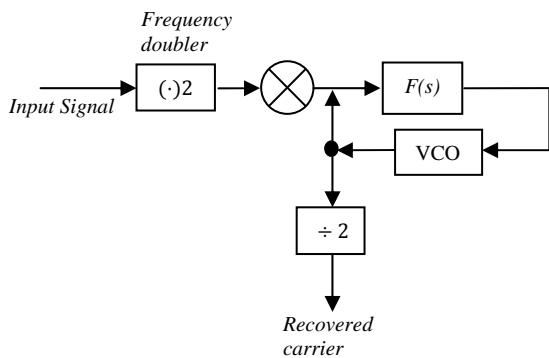 Frequency
doubler
(·)2
F(s)
Input Signal
VCO
÷ 2
Recovered
carrier